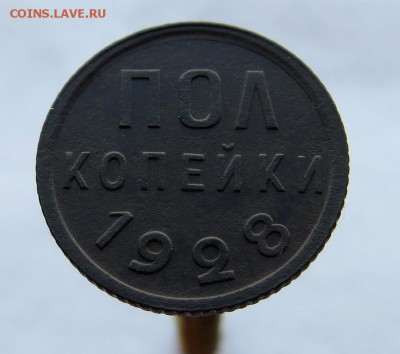 COINS.LAVE.RU
ПОЛ
КОПЕЙКИ
1928